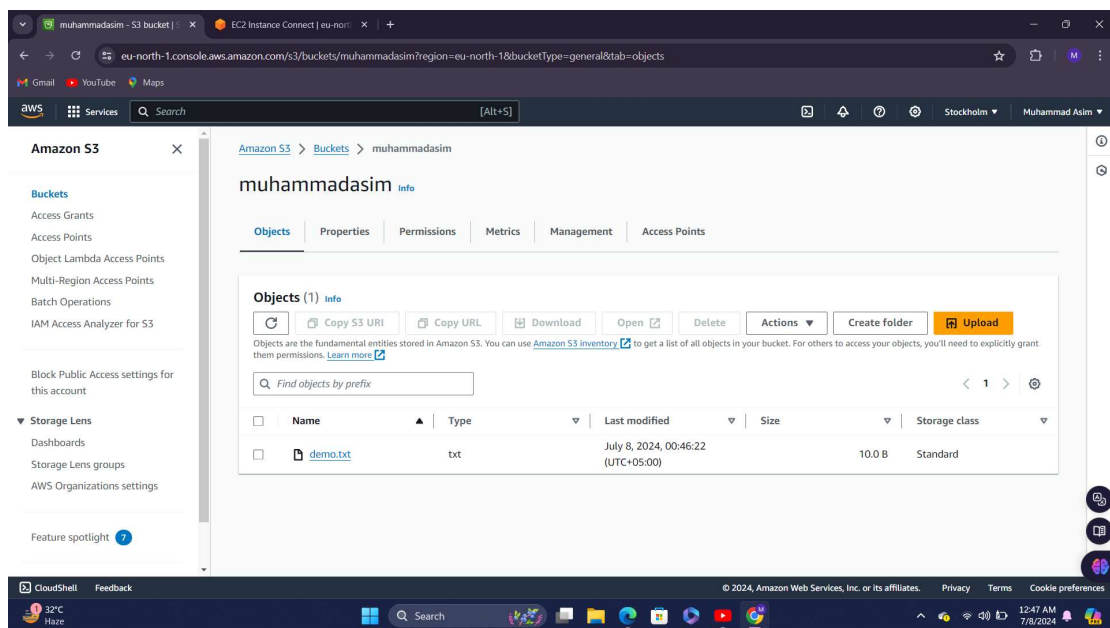 muhammadasim - S3 bucket | S
EC2 Instance Connect | eu-nort
eu-north-1.console.aws.amazon.com/s3/buckets/muhammadasim?region=eu-north-1&bucketType=general&tab=objects
M
Gmail YouTube Maps
aws Services Search [Alt+S] Stockholm Muhammad Asim
Amazon S3
Buckets
Access Grants
Access Points
Object Lambda Access Points
Multi-Region Access Points
Batch Operations
IAM Access Analyzer for S3
Block Public Access settings for
this account
Storage Lens
Dashboards
Storage Lens groups
AWS Organizations settings
Feature spotlight 7
Amazon S3 > Buckets > muhammadasim
muhammadasim Info
Objects Properties Permissions Metrics Management Access Points
Objects (1) Info
Copy S3 URI Copy URL Download Open Delete Actions Create folder Upload
Objects are the fundamental entities stored in Amazon S3. You can use Amazon S3 inventory to get a list of all objects in your bucket. For others to access your objects, you'll need to explicitly grant
them permissions. Learn more
Find objects by prefix
1
Name Type Last modified Size Storage class
demo.txt txt July 8, 2024, 00:46:22 10.0 B Standard
(UTC+05:00)
CloudShell Feedback © 2024, Amazon Web Services, Inc. or its affiliates. Privacy Terms Cookie preferences
1 32°C
Haze
Search
12:47 AM
7/8/2024